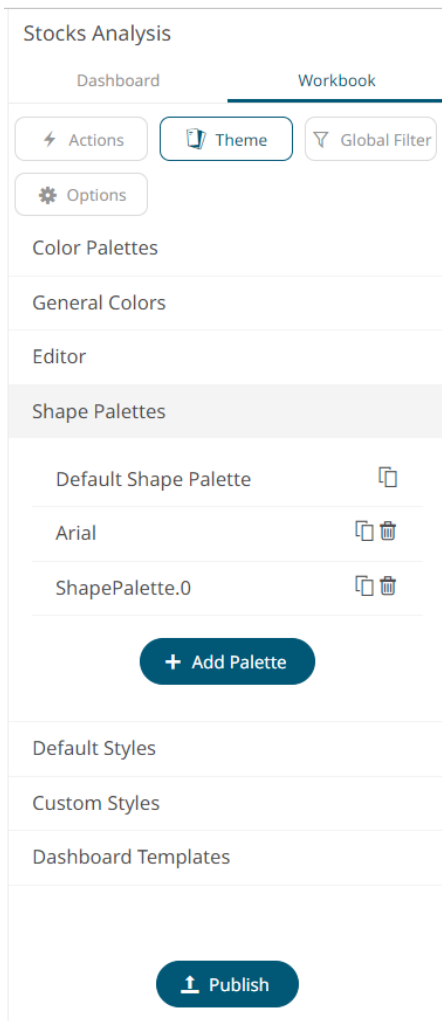 Stocks Analysis
Dashboard Workbook
Actions Theme Global Filter
Options
Color Palettes
General Colors
Editor
Shape Palettes
Default Shape Palette
Arial
ShapePalette.0
+ Add Palette
Default Styles
Custom Styles
Dashboard Templates
Publish